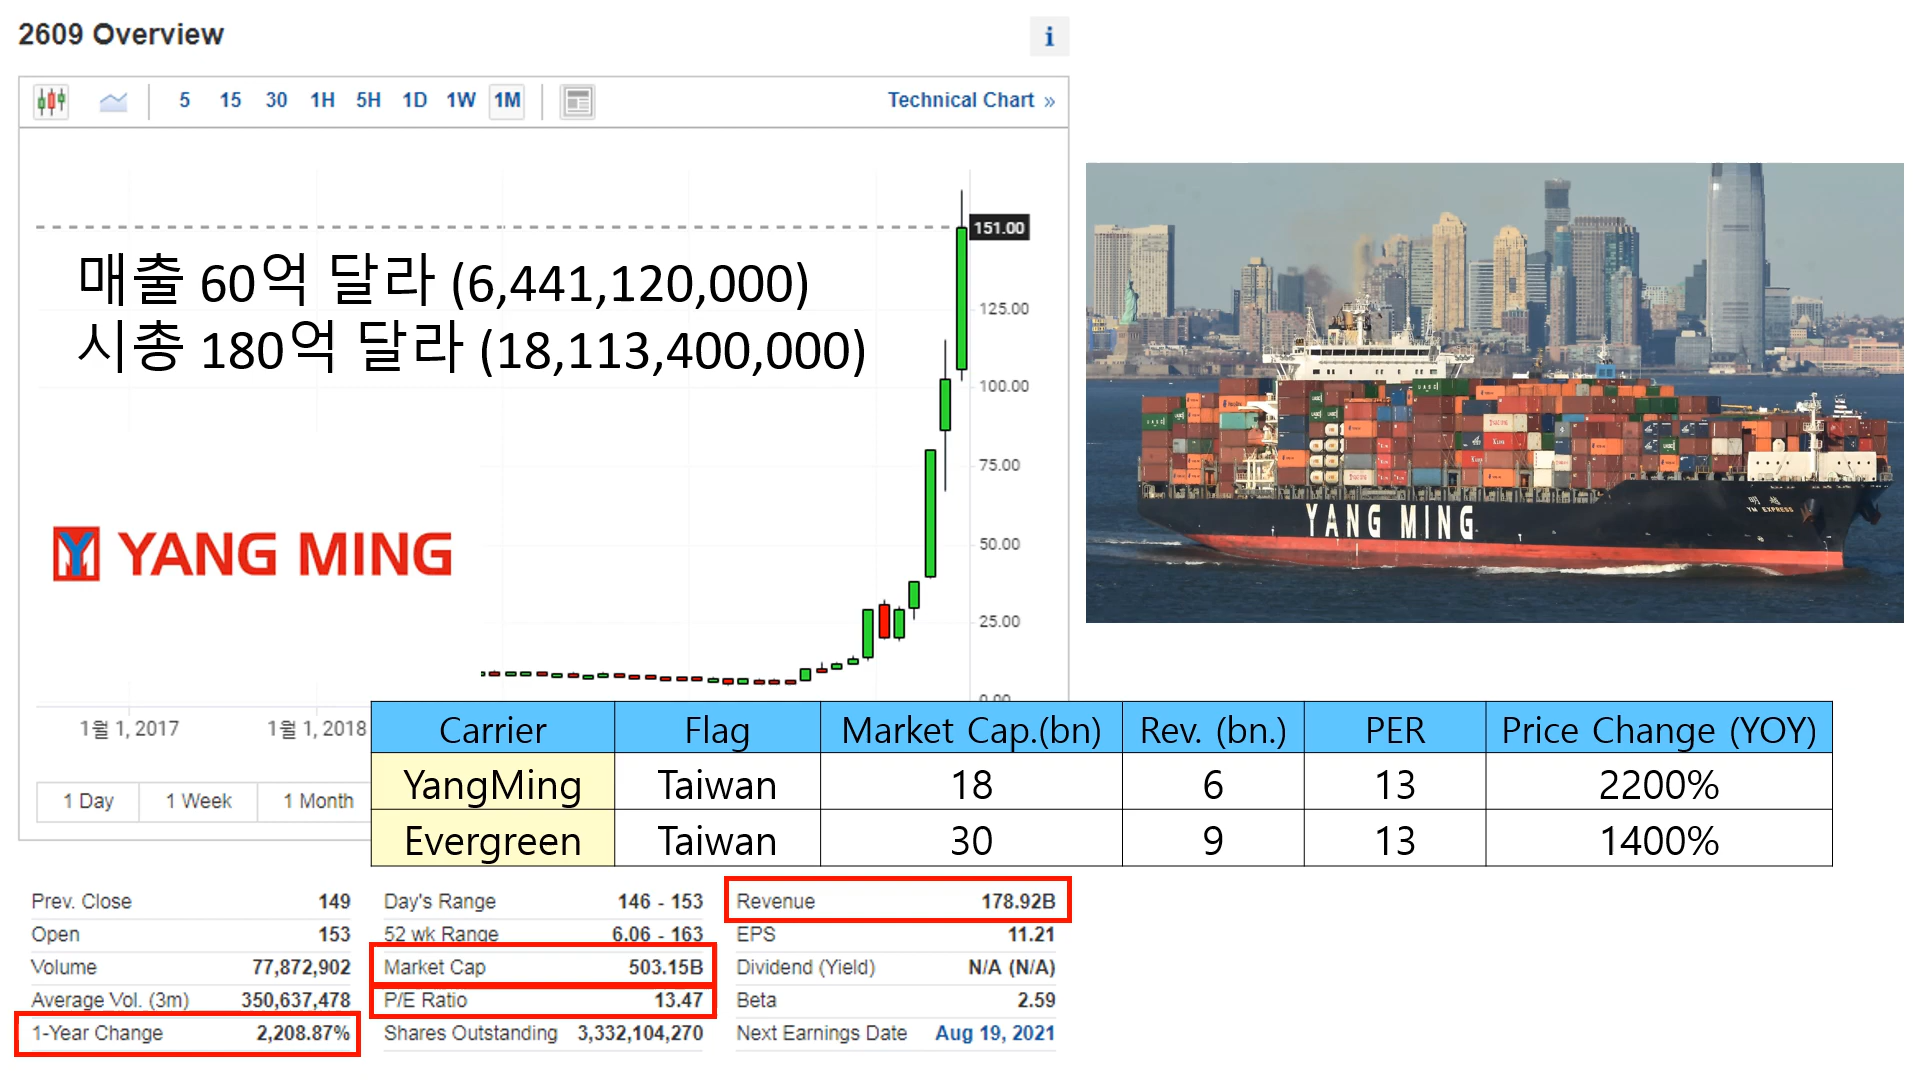 2609 Overview
i
5 15 30 1H 5H 1D 1W 1M
Technical Chart »
151.00
125.00
100.00
75.00
50.00
25.00
0.00
매출 60억 달라 (6,441,120,000)
시총 180억 달라 (18,113,400,000)
YANG MING
YANG MING
明 趨
YM EXPRESS
1월 1, 2017 1월 1, 2018
1 Day 1 Week 1 Month
Carrier Flag Market Cap.(bn) Rev. (bn.) PER Price Change (YOY)
YangMing Taiwan 18 6 13 2200%
Evergreen Taiwan 30 9 13 1400%
Prev. Close 149 Day's Range 146 - 153 Revenue 178.92B
Open 153 52 wk Range 6.06 - 163 EPS 11.21
Volume 77,872,902 Market Cap 503.15B Dividend (Yield) N/A (N/A)
Average Vol. (3m) 350,637,478 P/E Ratio 13.47 Beta 2.59
1-Year Change 2,208.87% Shares Outstanding 3,332,104,270 Next Earnings Date Aug 19, 2021